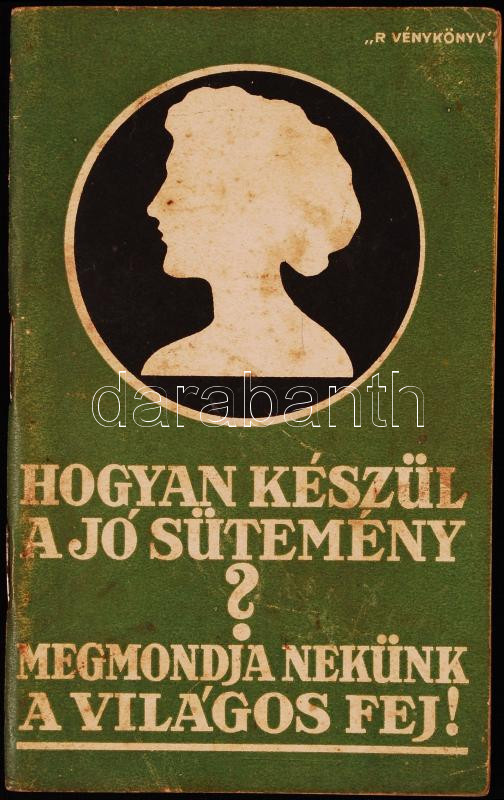 „R VÉNYKÖNYV"
darabanth
HOGYAN KÉSZÜL
A JÓ SÜTEMÉNY
?
MEGMONDJA NEKÜNK
A VILÁGOS FEJ!